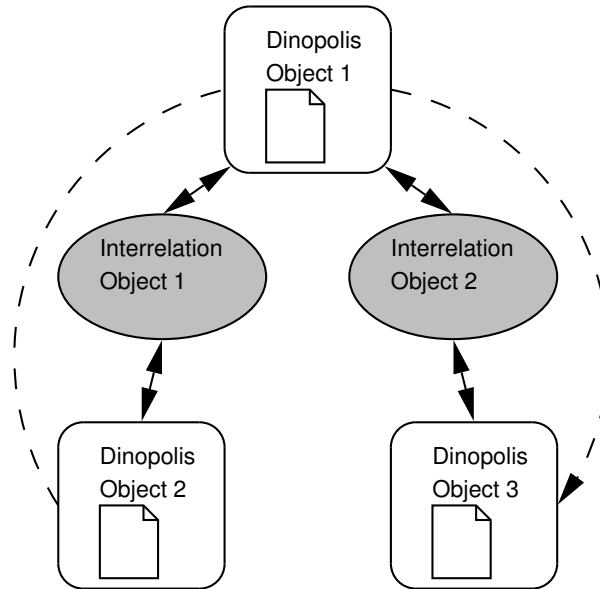 Dinopolis
Object 1
Interrelation
Object 1
Interrelation
Object 2
Dinopolis
Object 2
Dinopolis
Object 3